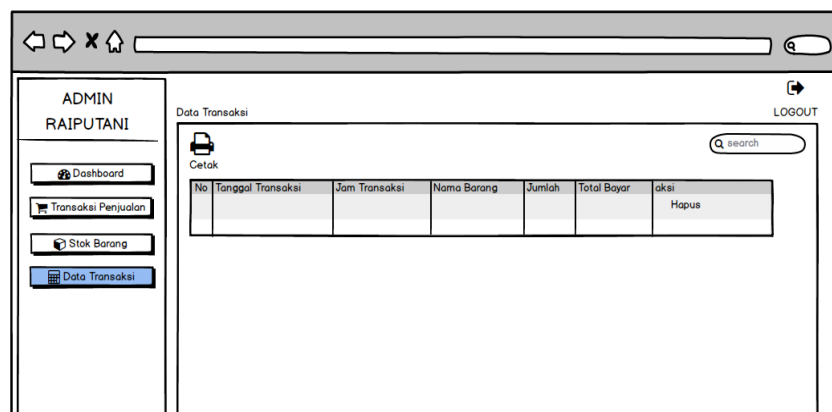 ADMIN
RAIPUTANI
Dashboard
Transaksi Penjualan
Stok Barang
Data Transaksi
LOGOUT
Data Transaksi
Cetak
search
No Tanggal Transaksi Jam Transaksi Nama Barang Jumlah Total Bayar aksi
Hapus